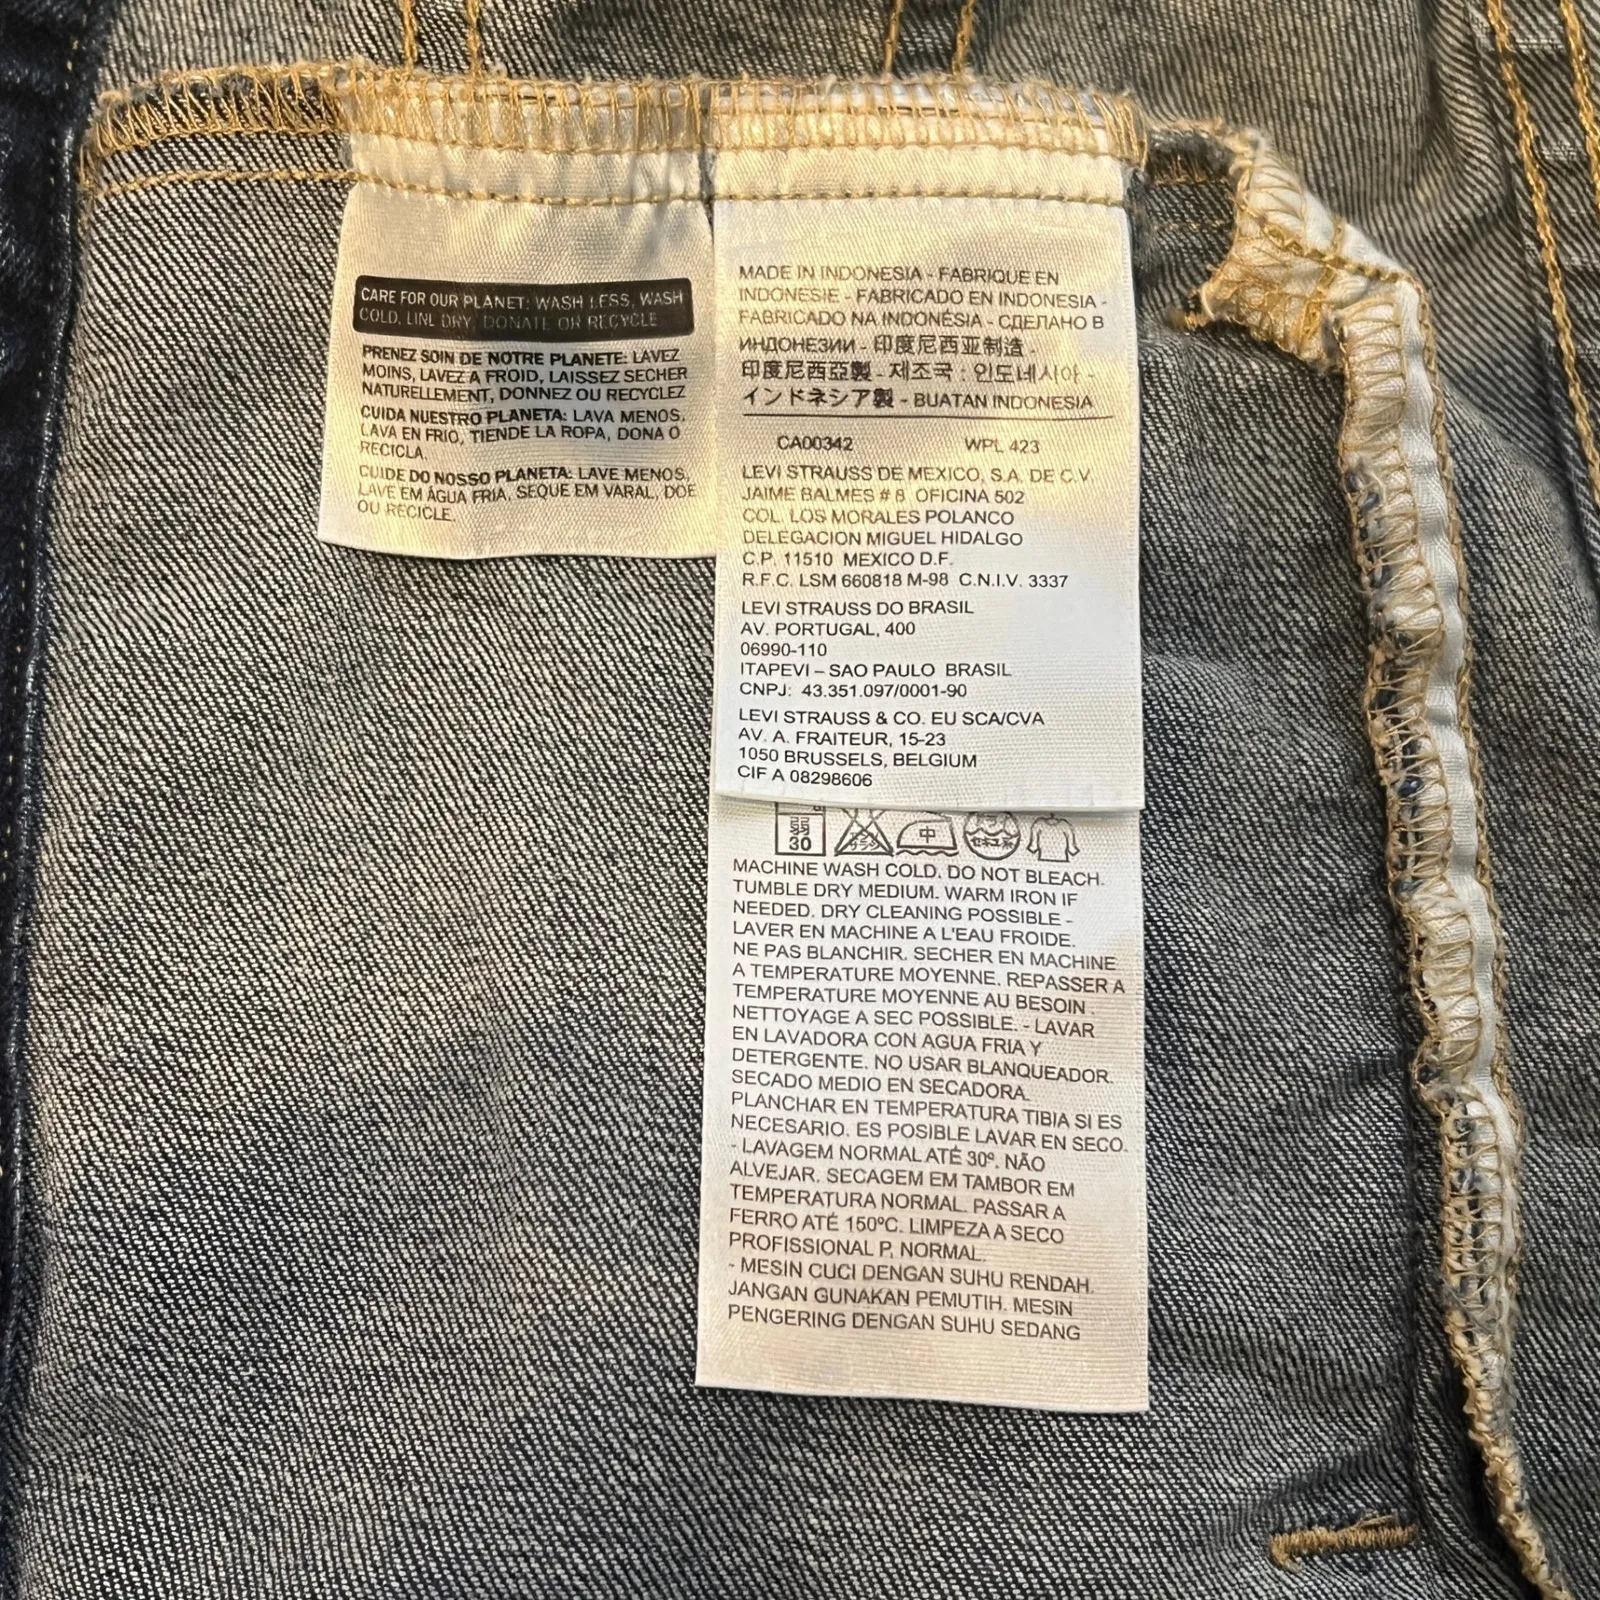 CARE FOR OUR PLANET: WASH LESS, WASH
COLD, LINE DRY, DONATE OR RECYCLE
PRENEZ SOIN DE NOTRE PLANETE: LAVEZ
MOINS, LAVEZ A FROID, LAISSEZ SECHER
NATURELLEMENT, DONNEZ OU RECYCLEZ
CUIDA NUESTRO PLANETA: LAVA MENOS,
LAVA EN FRIO, TIENDE LA ROPA, DONA O
RECICLA.
CUIDE DO NOSSO PLANETA: LAVE MENOS,
LAVE EM ÁGUA FRIA, SEQUE EM VARAL, DOE
OU RECICLE.
MADE IN INDONESIA - FABRIQUE EN
INDONESIE - FABRICADO EN INDONESIA -
FABRICADO NA INDONÉSIA - СДЕЛАНО В
ИНДОНЕЗИИ - 印度尼西亚制造 -
印度尼西亞製 - 제조국 : 인도네시아 -
インドネシア製 - BUATAN INDONESIA
CA00342 WPL 423
LEVI STRAUSS DE MEXICO, S.A. DE C.V.
JAIME BALMES # 8 OFICINA 502
COL. LOS MORALES POLANCO
DELEGACION MIGUEL HIDALGO
C.P. 11510 MEXICO D.F.
R.F.C. LSM 660818 M-98 C.N.I.V. 3337
LEVI STRAUSS DO BRASIL
AV. PORTUGAL, 400
06990-110
ITAPEVI – SAO PAULO BRASIL
CNPJ: 43.351.097/0001-90
LEVI STRAUSS & CO. EU SCA/CVA
AV. A. FRAITEUR, 15-23
1050 BRUSSELS, BELGIUM
CIF A 08298606
弱 30 中
MACHINE WASH COLD. DO NOT BLEACH.
TUMBLE DRY MEDIUM. WARM IRON IF
NEEDED. DRY CLEANING POSSIBLE -
LAVER EN MACHINE A L'EAU FROIDE.
NE PAS BLANCHIR. SECHER EN MACHINE
A TEMPERATURE MOYENNE. REPASSER A
TEMPERATURE MOYENNE AU BESOIN .
NETTOYAGE A SEC POSSIBLE. - LAVAR
EN LAVADORA CON AGUA FRIA Y
DETERGENTE. NO USAR BLANQUEADOR.
SECADO MEDIO EN SECADORA.
PLANCHAR EN TEMPERATURA TIBIA SI ES
NECESARIO. ES POSIBLE LAVAR EN SECO.
- LAVAGEM NORMAL ATÉ 30º. NÃO
ALVEJAR. SECAGEM EM TAMBOR EM
TEMPERATURA NORMAL. PASSAR A
FERRO ATÉ 150ºC. LIMPEZA A SECO
PROFISSIONAL P, NORMAL.
- MESIN CUCI DENGAN SUHU RENDAH.
JANGAN GUNAKAN PEMUTIH. MESIN
PENGERING DENGAN SUHU SEDANG